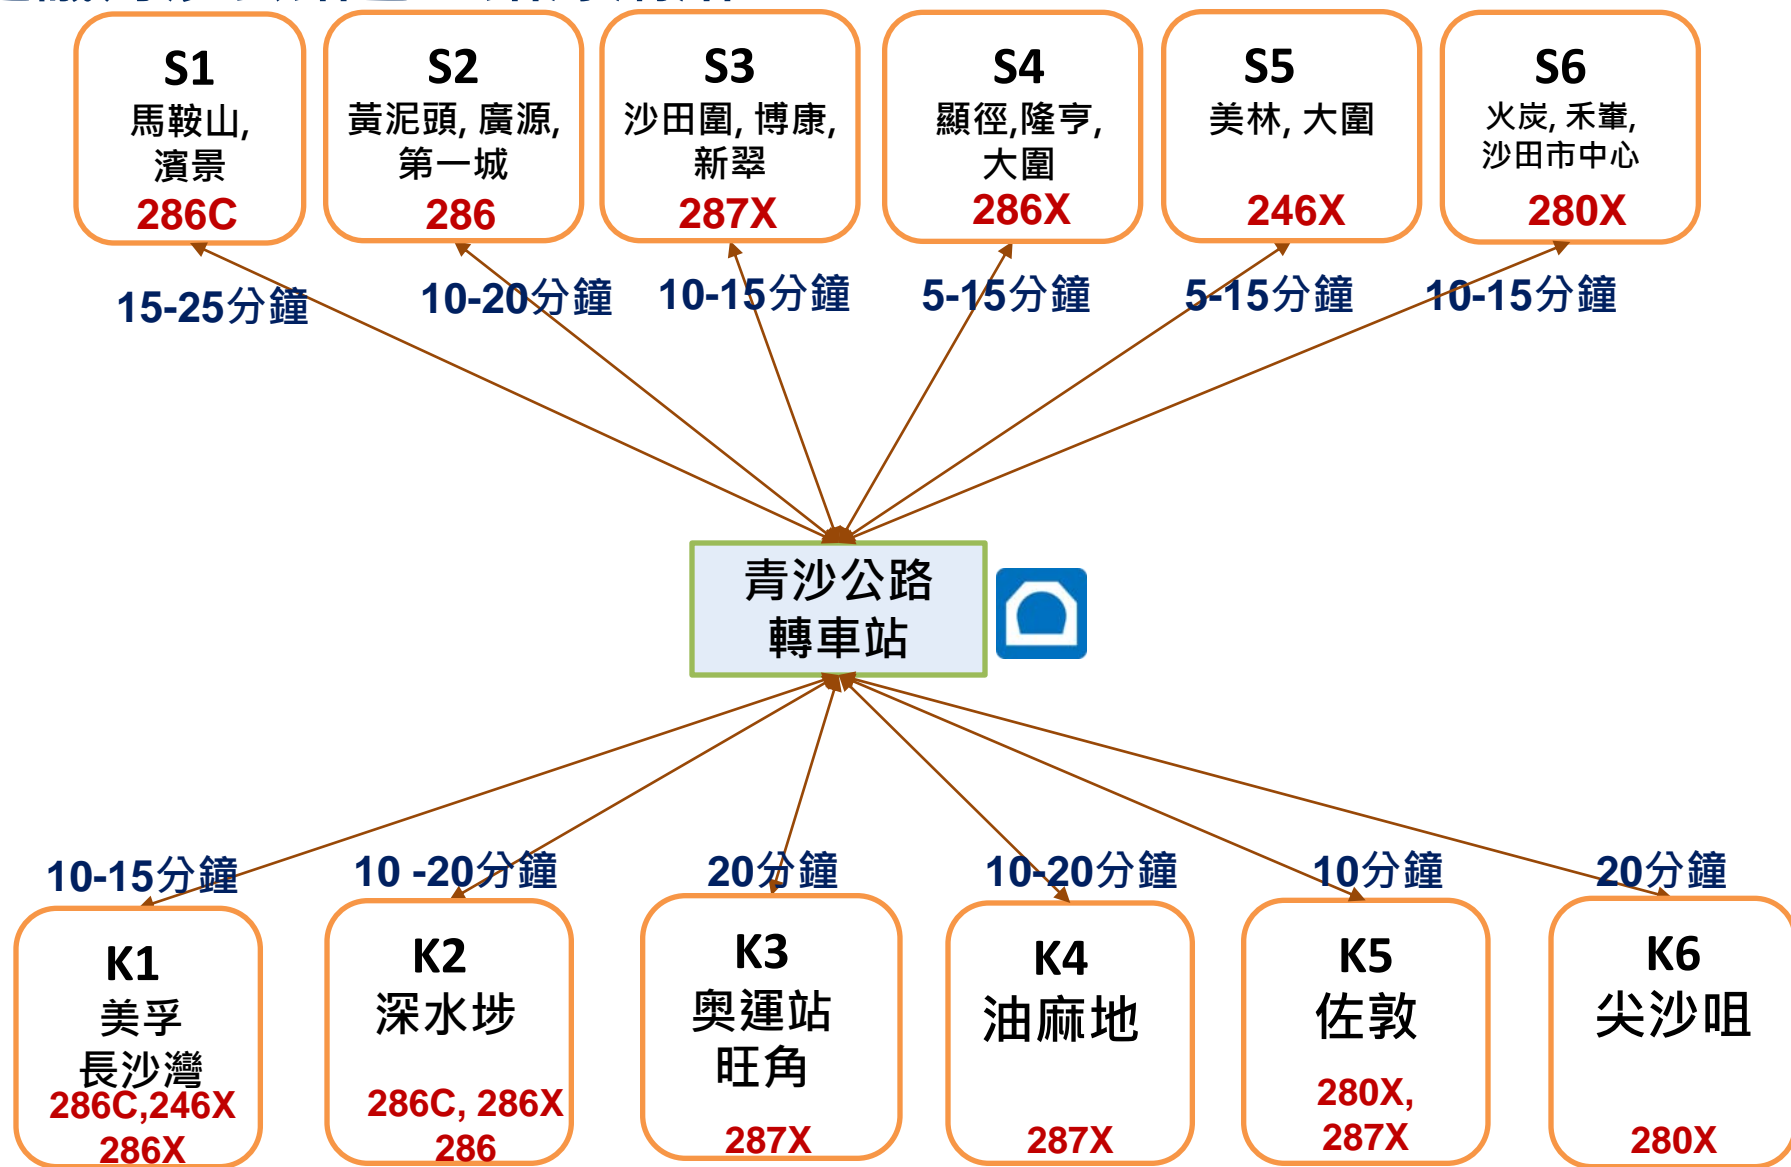 S1
馬鞍山,
濱景
286C
S2
黃泥頭, 廣源,
第一城
286
S3
沙田圍, 博康,
新翠
287X
S4
顯徑,隆亨,
大圍
286X
S5
美林, 大圍
246X
S6
火炭, 禾輋,
沙田市中心
280X
15-25分鐘
10-20分鐘
10-15分鐘
5-15分鐘
5-15分鐘
10-15分鐘
青沙公路
轉車站
10-15分鐘
10 -20分鐘
20分鐘
10-20分鐘
10分鐘
20分鐘
K1
美孚
長沙灣
286C,246X
286X
K2
深水埗
286C, 286X
286
K3
奧運站
旺角
287X
K4
油麻地
287X
K5
佐敦
280X,
287X
K6
尖沙咀
280X